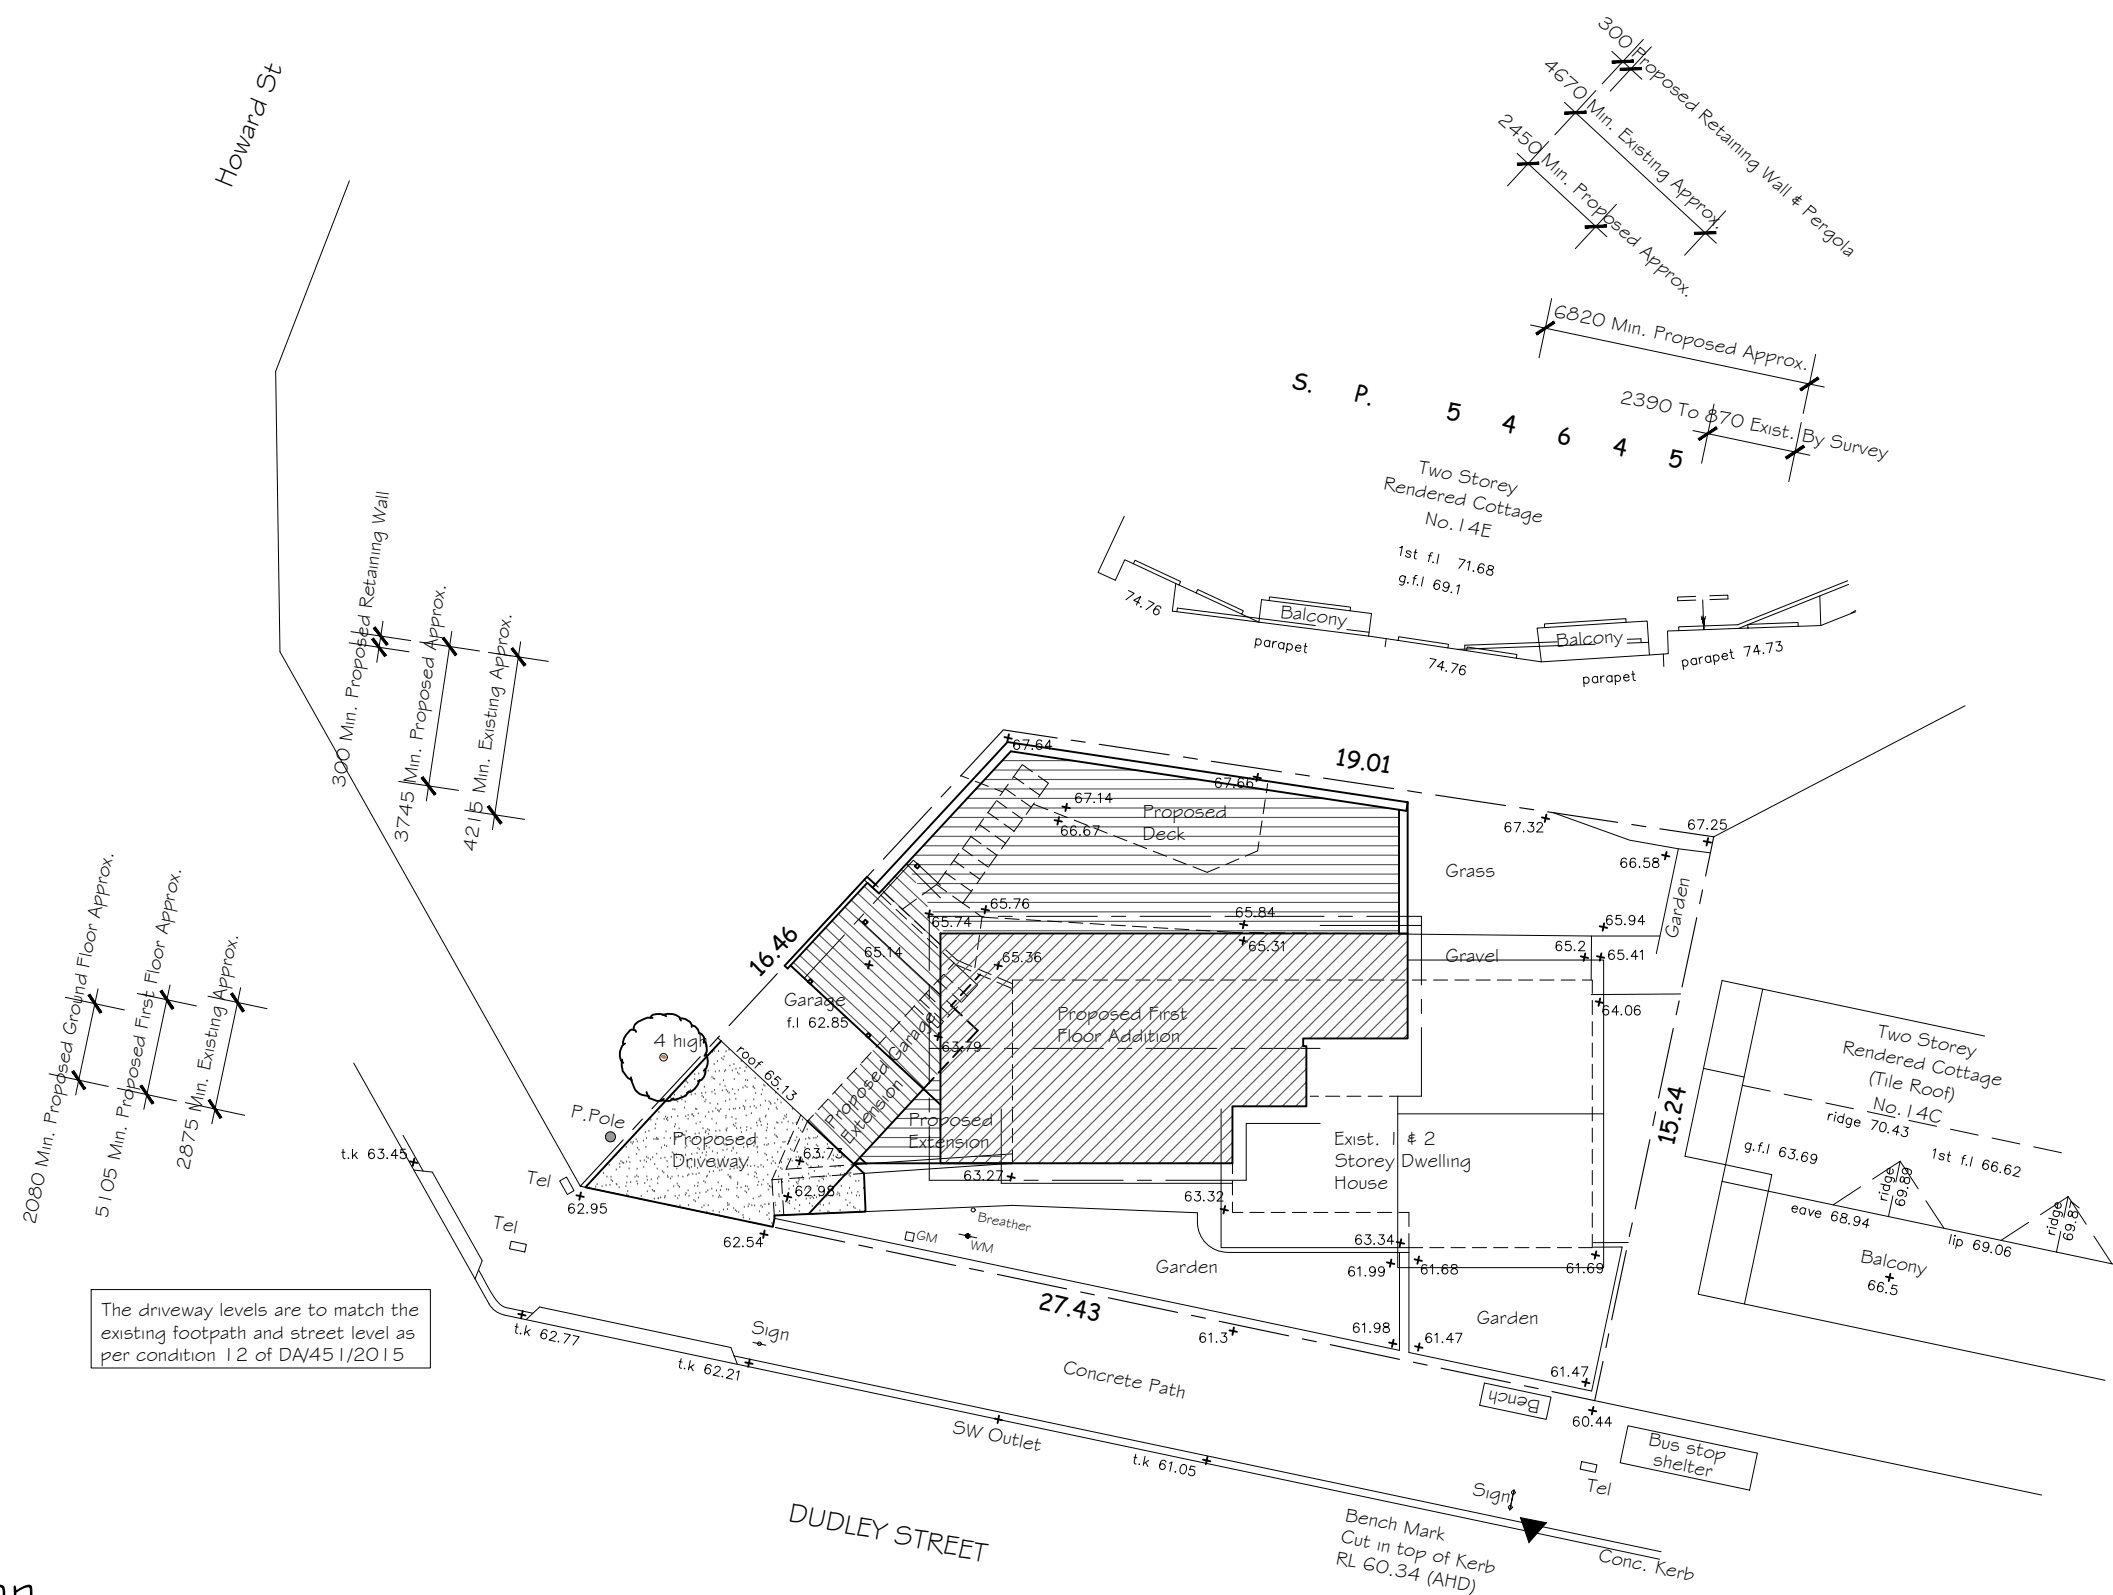 Howard St
300 Proposed Retaining Wall & Pergola
4670 Min. Existing Approx.
2450 Min. Proposed Approx.
6820 Min. Proposed Approx.
2390 To 870 Exist. By Survey
S. P. 5 4 6 4 5
Two Storey
Rendered Cottage
No.14E
1st f.l 71.68
g.f.l 69.1
74.76
Balcony
parapet
74.76
Balcony
parapet
parapet 74.73
300 Min. Proposed Retaining Wall
3745 Min. Proposed Approx.
4215 Min. Existing Approx.
2080 Min. Proposed Ground Floor Approx.
5105 Min. Proposed First Floor Approx.
2875 Min. Existing Approx.
67.64
19.01
67.66
67.14
66.67
Proposed
Deck
67.32
67.25
66.58
Grass
Garden
65.76
65.74
65.84
65.31
65.94
65.2
65.41
Gravel
16.46
65.14
65.36
Garage
f.l 62.85
64.06
Proposed First
Floor Addition
63.79
4 high
roof 65.13
Proposed Garage
Extension
P.Pole
Proposed
Driveway
Proposed
Extension
63.73
62.98
63.27
63.32
Exist. 1 & 2
Storey Dwelling
House
15.24
Two Storey
Rendered Cottage
(Tile Roof)
No.14C
ridge 70.43
g.f.l 63.69
1st f.l 66.62
ridge
69.89
ridge
69.87
eave 68.94
lip 69.06
Balcony
66.5
t.k 63.45
Tel
62.95
Tel
62.54
GM
Breather
WM
Garden
63.34
61.99
61.68
61.69
27.43
61.3
61.98
61.47
Garden
61.47
The driveway levels are to match the
existing footpath and street level as
per condition 12 of DA/451/2015
t.k 62.77
Sign
t.k 62.21
Concrete Path
Bench
60.44
SW Outlet
t.k 61.05
Bus stop
shelter
Tel
Sign
DUDLEY STREET
Bench Mark
Cut in top of Kerb
RL 60.34 (AHD)
Conc. Kerb